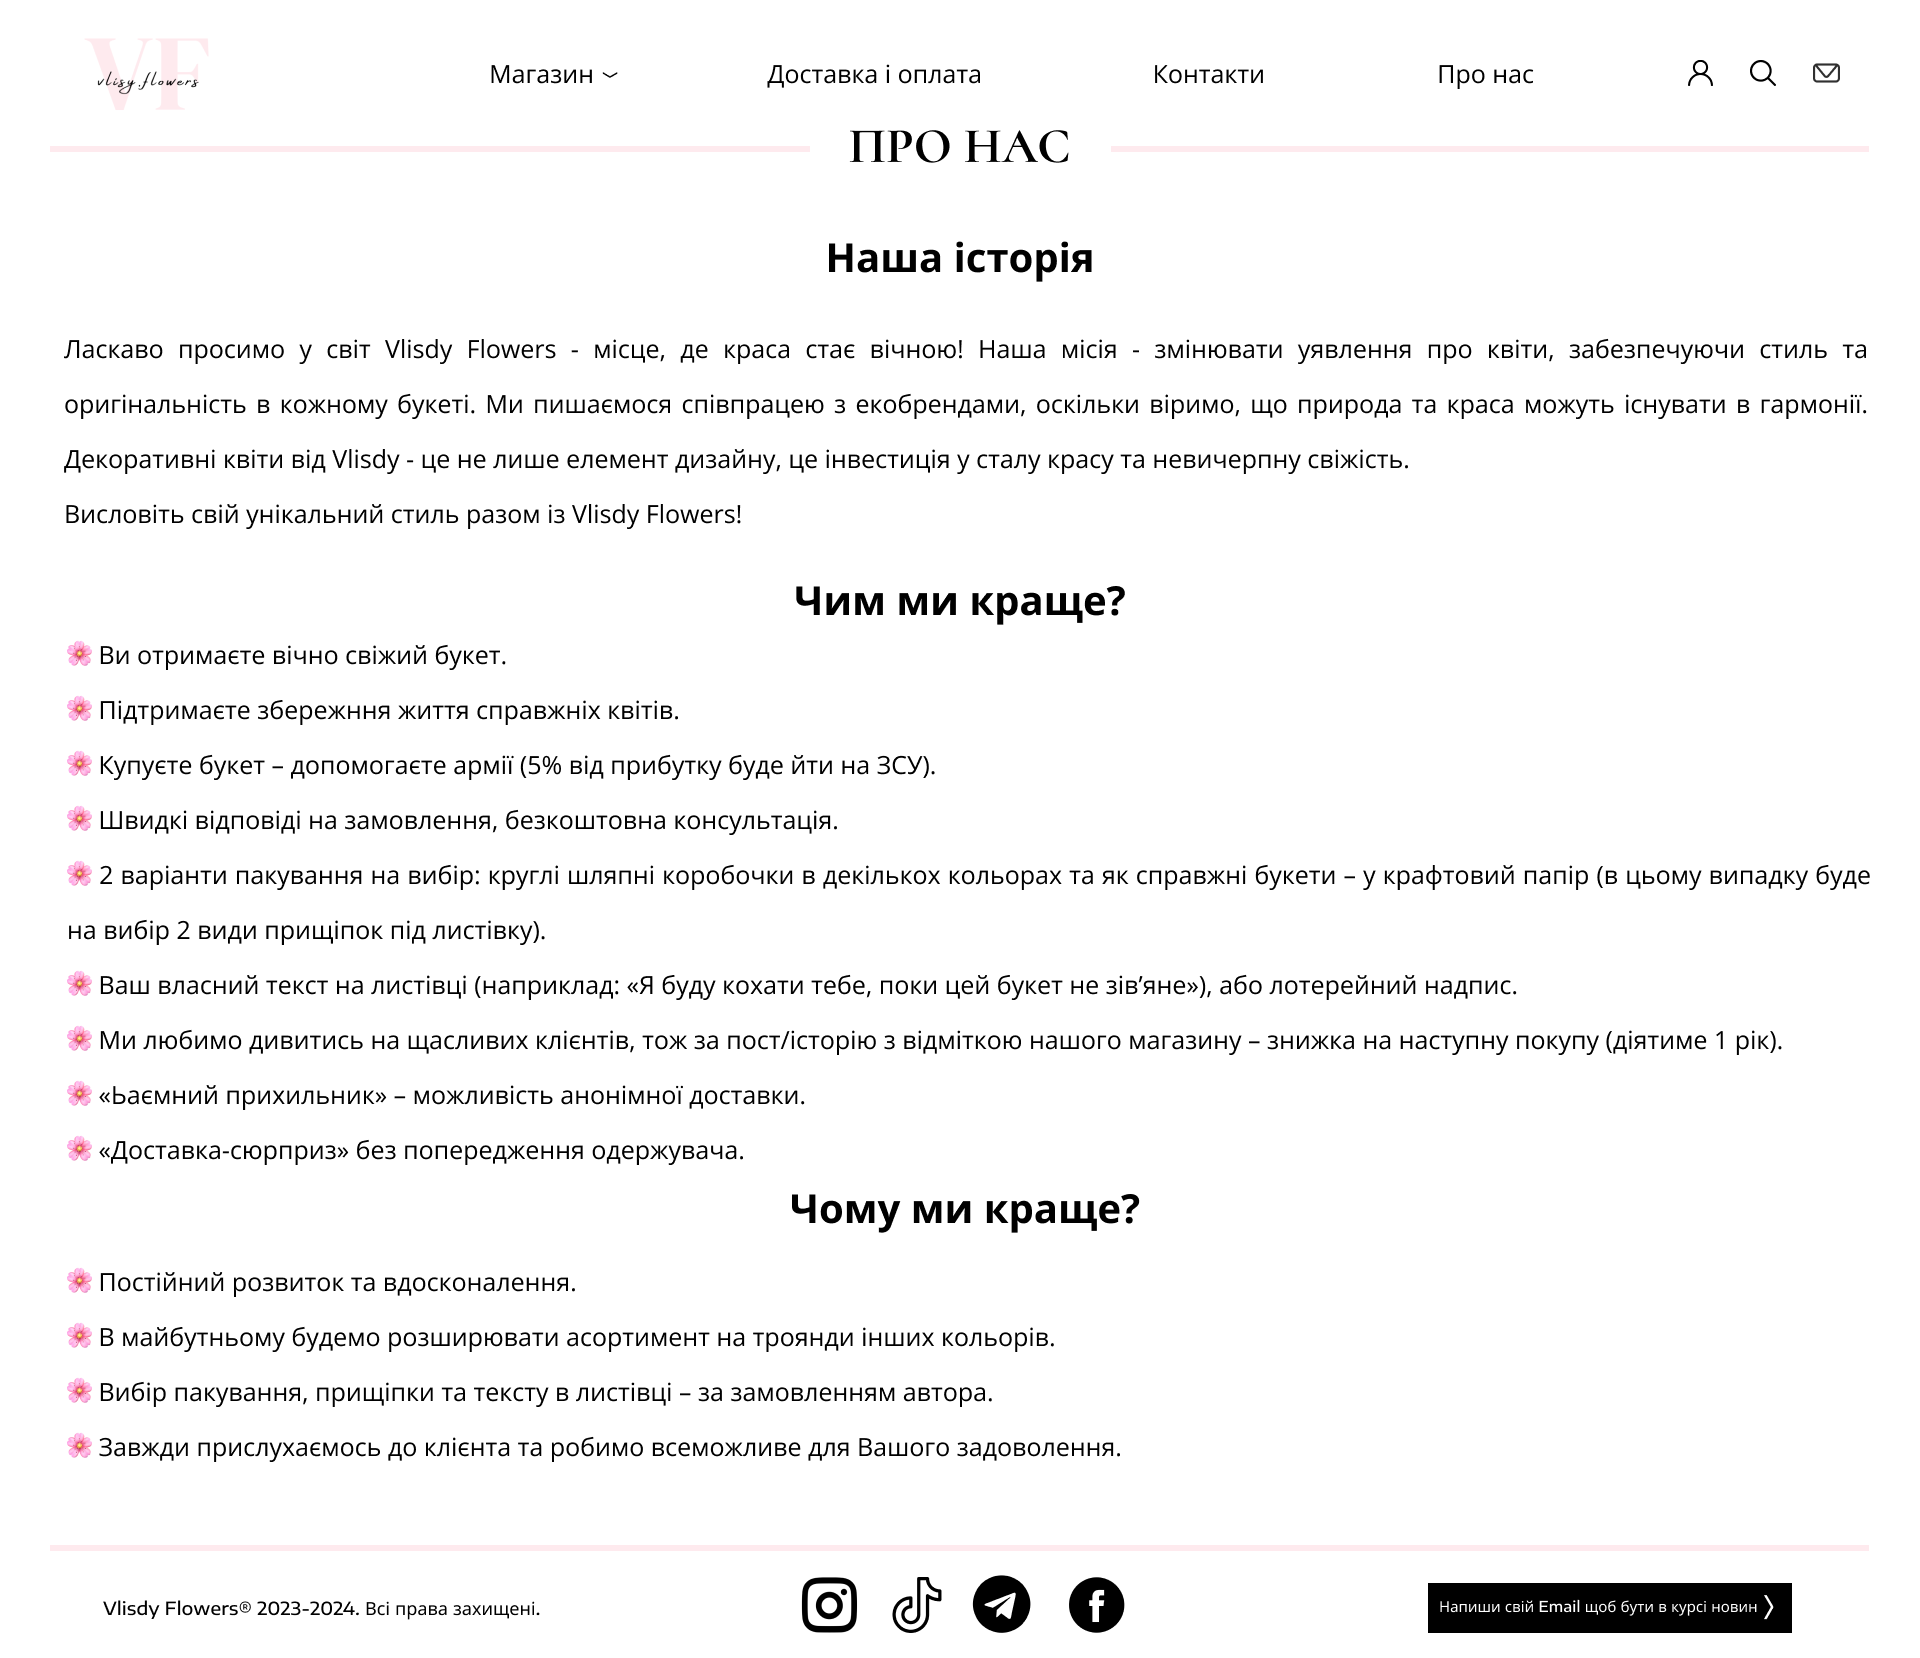 VF
vlisy flowers
Магазин
Доставка і оплата
Контакти
Про нас
ПРО НАС
Наша історія
Ласкаво просимо у світ Vlisdy Flowers - місце, де краса стає вічною! Наша місія - змінювати уявлення про квіти, забезпечуючи стиль та
оригінальність в кожному букеті. Ми пишаємося співпрацею з екобрендами, оскільки віримо, що природа та краса можуть існувати в гармонії.
Декоративні квіти від Vlisdy - це не лише елемент дизайну, це інвестиція у сталу красу та невичерпну свіжість.
Висловіть свій унікальний стиль разом із Vlisdy Flowers!
Чим ми краще?
🌸 Ви отримаєте вічно свіжий букет.
🌸 Підтримаєте збережння життя справжніх квітів.
🌸 Купуєте букет – допомогаєте армії (5% від прибутку буде йти на ЗСУ).
🌸 Швидкі відповіді на замовлення, безкоштовна консультація.
🌸 2 варіанти пакування на вибір: круглі шляпні коробочки в декількох кольорах та як справжні букети – у крафтовий папір (в цьому випадку буде
на вибір 2 види прищіпок під листівку).
🌸 Ваш власний текст на листівці (наприклад: «Я буду кохати тебе, поки цей букет не зів’яне»), або лотерейний надпис.
🌸 Ми любимо дивитись на щасливих клієнтів, тож за пост/історію з відміткою нашого магазину – знижка на наступну покупу (діятиме 1 рік).
🌸 «Ьаємний прихильник» – можливість анонімної доставки.
🌸 «Доставка-сюрприз» без попередження одержувача.
Чому ми краще?
🌸 Постійний розвиток та вдосконалення.
🌸 В майбутньому будемо розширювати асортимент на троянди інших кольорів.
🌸 Вибір пакування, прищіпки та тексту в листівці – за замовленням автора.
🌸 Завжди прислухаємось до клієнта та робимо всеможливе для Вашого задоволення.
Vlisdy Flowers® 2023-2024. Всі права захищені.
Напиши свій Email щоб бути в курсі новин